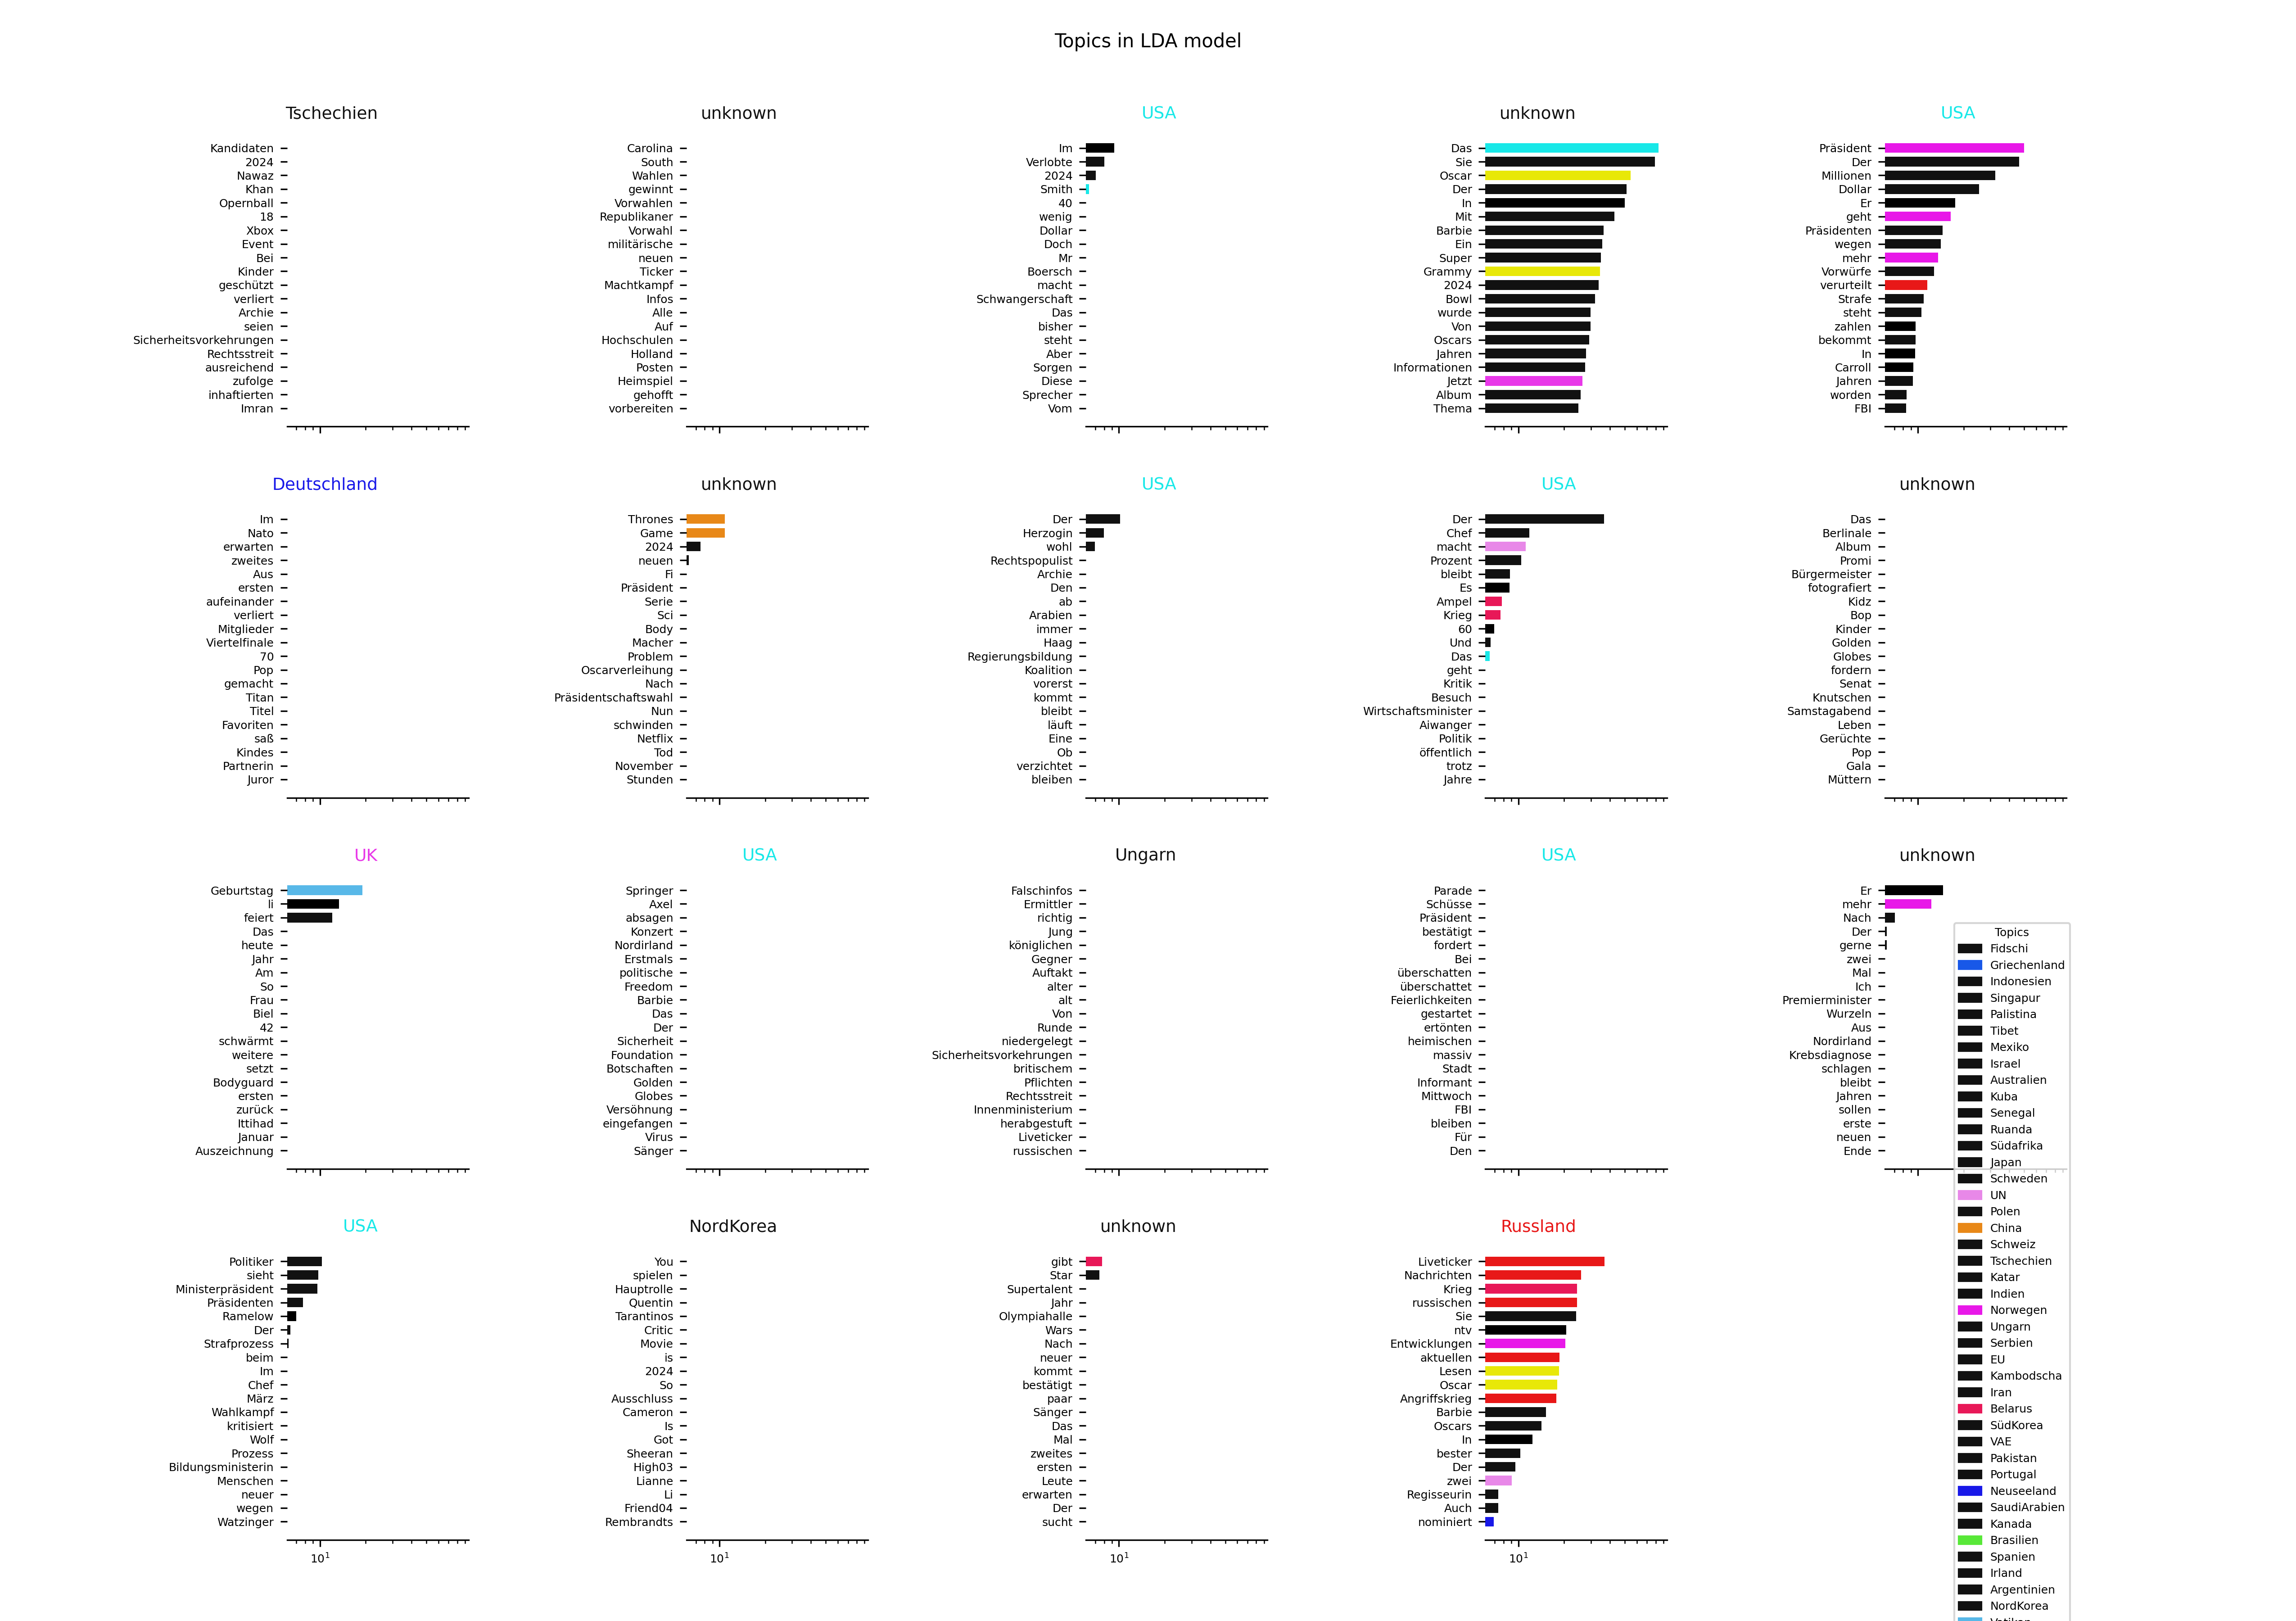 Topics in LDA model
Tschechien
Kandidaten
2024
Nawaz
Khan
Opernball
18
Xbox
Event
Bei
Kinder
geschützt
verliert
Archie
seien
Sicherheitsvorkehrungen
Rechtsstreit
ausreichend
zufolge
inhaftierten
Imran
unknown
Carolina
South
Wahlen
gewinnt
Vorwahlen
Republikaner
Vorwahl
militärische
neuen
Ticker
Machtkampf
Infos
Alle
Auf
Hochschulen
Holland
Posten
Heimspiel
gehofft
vorbereiten
USA
Im
Verlobte
2024
Smith
40
wenig
Dollar
Doch
Mr
Boersch
macht
Schwangerschaft
Das
bisher
steht
Aber
Sorgen
Diese
Sprecher
Vom
unknown
Das
Sie
Oscar
Der
In
Mit
Barbie
Ein
Super
Grammy
2024
Bowl
wurde
Von
Oscars
Jahren
Informationen
Jetzt
Album
Thema
USA
Präsident
Der
Millionen
Dollar
Er
geht
Präsidenten
wegen
mehr
Vorwürfe
verurteilt
Strafe
steht
zahlen
bekommt
In
Carroll
Jahren
worden
FBI
Deutschland
Im
Nato
erwarten
zweites
Aus
ersten
aufeinander
verliert
Mitglieder
Viertelfinale
70
Pop
gemacht
Titan
Titel
Favoriten
saß
Kindes
Partnerin
Juror
unknown
Thrones
Game
2024
neuen
Fi
Präsident
Serie
Sci
Body
Macher
Problem
Oscarverleihung
Nach
Präsidentschaftswahl
Nun
schwinden
Netflix
Tod
November
Stunden
USA
Der
Herzogin
wohl
Rechtspopulist
Archie
Den
ab
Arabien
immer
Haag
Regierungsbildung
Koalition
vorerst
kommt
bleibt
läuft
Eine
Ob
verzichtet
bleiben
USA
Der
Chef
macht
Prozent
bleibt
Es
Ampel
Krieg
60
Und
Das
geht
Kritik
Besuch
Wirtschaftsminister
Aiwanger
Politik
öffentlich
trotz
Jahre
unknown
Das
Berlinale
Album
Promi
Bürgermeister
fotografiert
Kidz
Bop
Kinder
Golden
Globes
fordern
Senat
Knutschen
Samstagabend
Leben
Gerüchte
Pop
Gala
Müttern
UK
Geburtstag
li
feiert
Das
heute
Jahr
Am
So
Frau
Biel
42
schwärmt
weitere
setzt
Bodyguard
ersten
zurück
Ittihad
Januar
Auszeichnung
USA
Springer
Axel
absagen
Konzert
Nordirland
Erstmals
politische
Freedom
Barbie
Das
Der
Sicherheit
Foundation
Botschaften
Golden
Globes
Versöhnung
eingefangen
Virus
Sänger
Ungarn
Falschinfos
Ermittler
richtig
Jung
königlichen
Gegner
Auftakt
alter
alt
Von
Runde
niedergelegt
Sicherheitsvorkehrungen
britischem
Pflichten
Rechtsstreit
Innenministerium
herabgestuft
Liveticker
russischen
USA
Parade
Schüsse
Präsident
bestätigt
fordert
Bei
überschatten
überschattet
Feierlichkeiten
gestartet
ertönten
heimischen
massiv
Stadt
Informant
Mittwoch
FBI
bleiben
Für
Den
unknown
Er
mehr
Nach
Der
gerne
zwei
Mal
Ich
Premierminister
Wurzeln
Aus
Nordirland
Krebsdiagnose
schlagen
bleibt
Jahren
sollen
erste
neuen
Ende
USA
Politiker
sieht
Ministerpräsident
Präsidenten
Ramelow
Der
Strafprozess
beim
Im
Chef
März
Wahlkampf
kritisiert
Wolf
Prozess
Bildungsministerin
Menschen
neuer
wegen
Watzinger
10¹
NordKorea
You
spielen
Hauptrolle
Quentin
Tarantinos
Critic
Movie
is
2024
So
Ausschluss
Cameron
Is
Got
Sheeran
High03
Lianne
Li
Friend04
Rembrandts
10¹
unknown
gibt
Star
Supertalent
Jahr
Olympiahalle
Wars
Nach
neuer
kommt
bestätigt
paar
Sänger
Das
Mal
zweites
ersten
Leute
erwarten
Der
sucht
10¹
Russland
Liveticker
Nachrichten
Krieg
russischen
Sie
ntv
Entwicklungen
aktuellen
Lesen
Oscar
Angriffskrieg
Barbie
Oscars
In
bester
Der
zwei
Regisseurin
Auch
nominiert
10¹
Topics
Fidschi
Griechenland
Indonesien
Singapur
Palistina
Tibet
Mexiko
Israel
Australien
Kuba
Senegal
Ruanda
Südafrika
Japan
Schweden
UN
Polen
China
Schweiz
Tschechien
Katar
Indien
Norwegen
Ungarn
Serbien
EU
Kambodscha
Iran
Belarus
SüdKorea
VAE
Pakistan
Portugal
Neuseeland
SaudiArabien
Kanada
Brasilien
Spanien
Irland
Argentinien
NordKorea